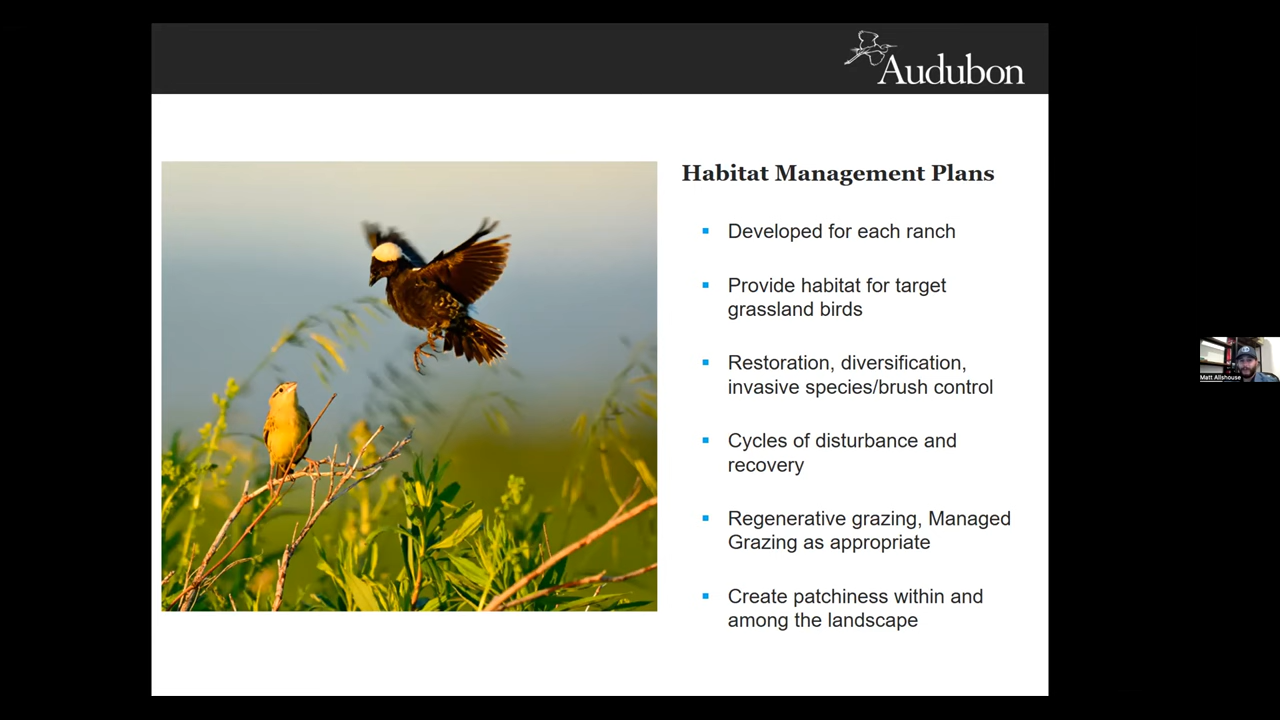 Audubon
Habitat Management Plans
Developed for each ranch
Provide habitat for target
grassland birds
Restoration, diversification,
invasive species/brush control
Cycles of disturbance and
recovery
Regenerative grazing, Managed
Grazing as appropriate
Create patchiness within and
among the landscape
Matt Allshouse